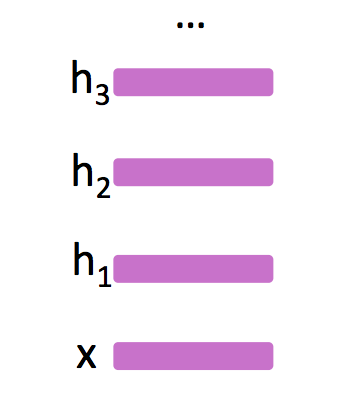 ...
h₃
h₂
h₁
x